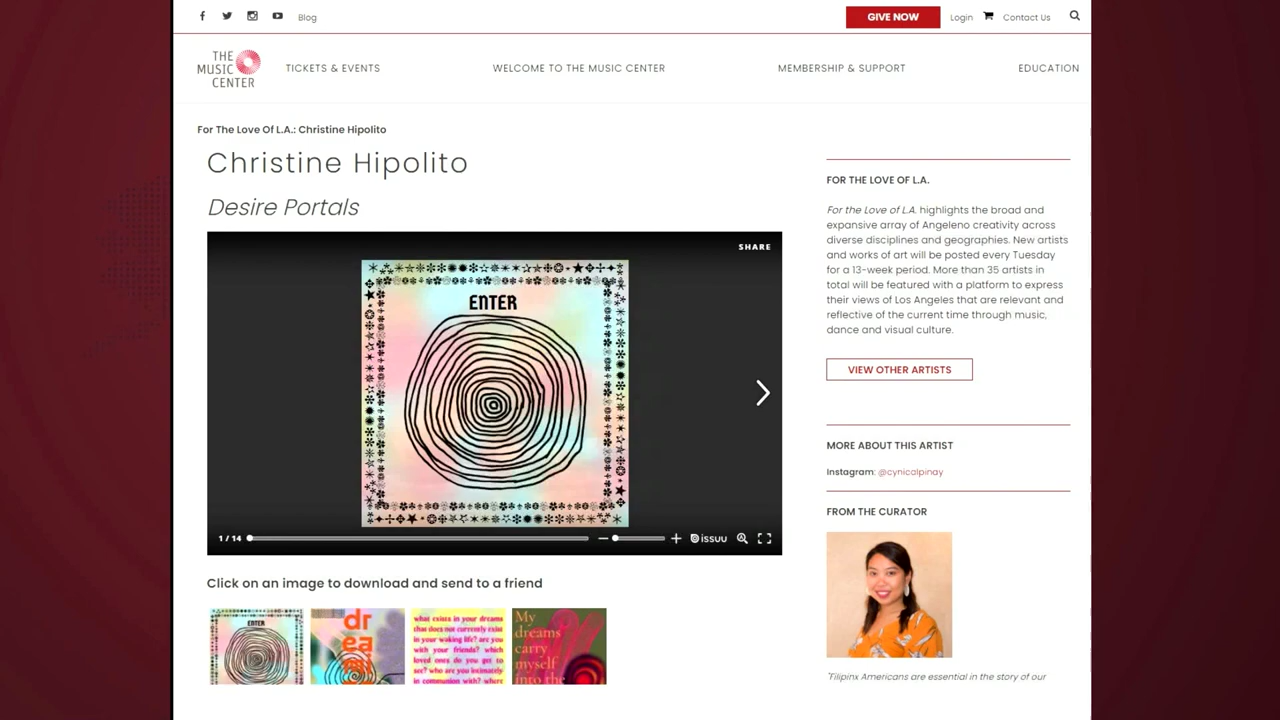 Blog
GIVE NOW
Login
Contact Us
THE
MUSIC
CENTER
TICKETS & EVENTS
WELCOME TO THE MUSIC CENTER
MEMBERSHIP & SUPPORT
EDUCATION
For The Love Of L.A.: Christine Hipolito
Christine Hipolito
Desire Portals
SHARE
ENTER
1 / 14
issuu
Click on an image to download and send to a friend
ENTER
dr
ea
what exists in your dreams
that does not currently exist
in your waking life? are you
with your friends? which
loved ones do you get to
see? who are you intimately
in communion with? where
My
dreams
carry
myself
into the
FOR THE LOVE OF L.A.
For the Love of L.A. highlights the broad and
expansive array of Angeleno creativity across
diverse disciplines and geographies. New artists
and works of art will be posted every Tuesday
for a 13-week period. More than 35 artists in
total will be featured with a platform to express
their views of Los Angeles that are relevant and
reflective of the current time through music,
dance and visual culture.
VIEW OTHER ARTISTS
MORE ABOUT THIS ARTIST
Instagram: @cynicalpinay
FROM THE CURATOR
"Filipinx Americans are essential in the story of our